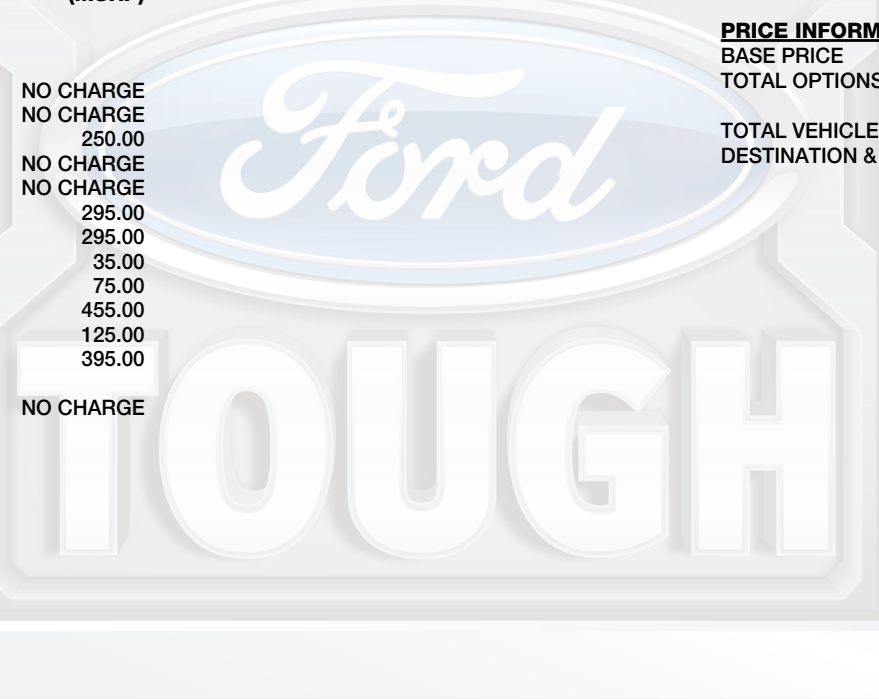 NO CHARGE
NO CHARGE
250.00
NO CHARGE
NO CHARGE
295.00
295.00
35.00
75.00
455.00
125.00
395.00
NO CHARGE
PRICE INFORM
BASE PRICE
TOTAL OPTIONS
TOTAL VEHICLE
DESTINATION &
Ford
TOUGH